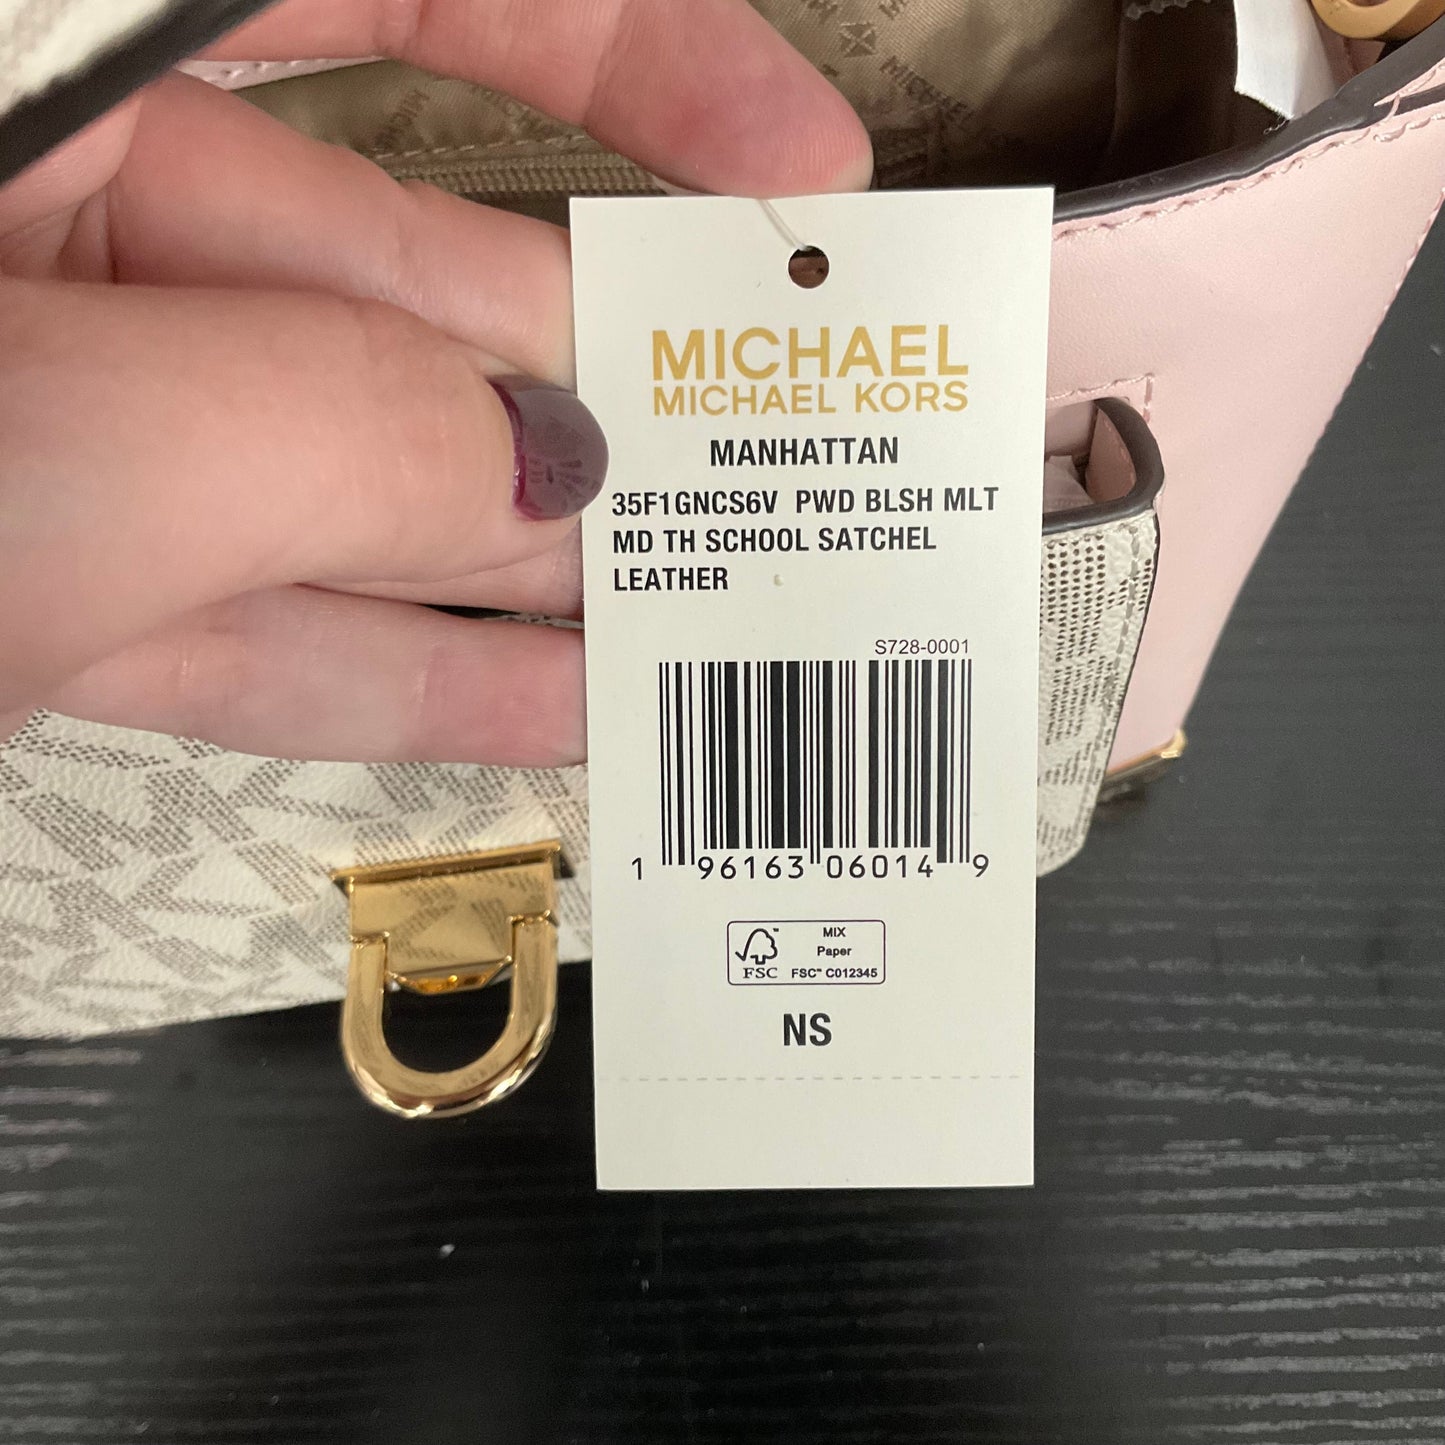 MICHAEL
MICHAEL KORS
MANHATTAN
35F1GNCS6V PWD BLSH MLT
MD TH SCHOOL SATCHEL
LEATHER
S728-0001
1 96163 06014 9
FSC
MIX
Paper
FSC™ C012345
NS